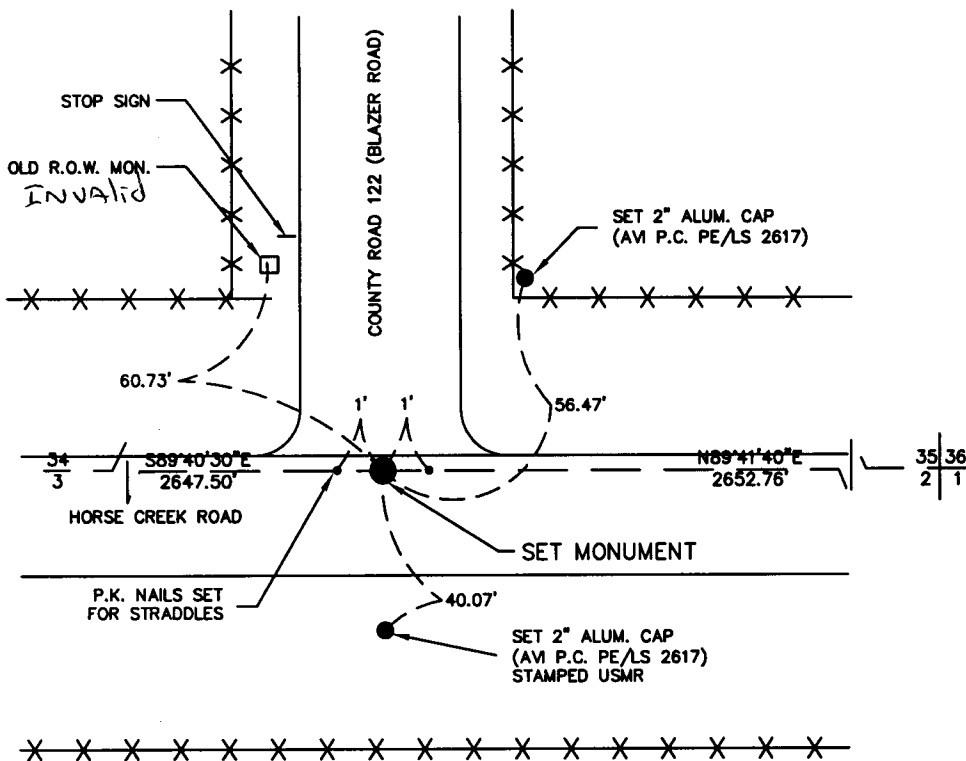 STOP SIGN
OLD R.O.W. MON.
INVAlid
COUNTY ROAD 122 (BLAZER ROAD)
SET 2" ALUM. CAP
(AVI P.C. PE/LS 2617)
60.73'
1'
1'
56.47'
34
3
S89°40'30"E
2647.50'
N89°41'40"E
2652.76'
35 36
2 1
HORSE CREEK ROAD
SET MONUMENT
P.K. NAILS SET
FOR STRADDLES
40.07'
SET 2" ALUM. CAP
(AVI P.C. PE/LS 2617)
STAMPED USMR